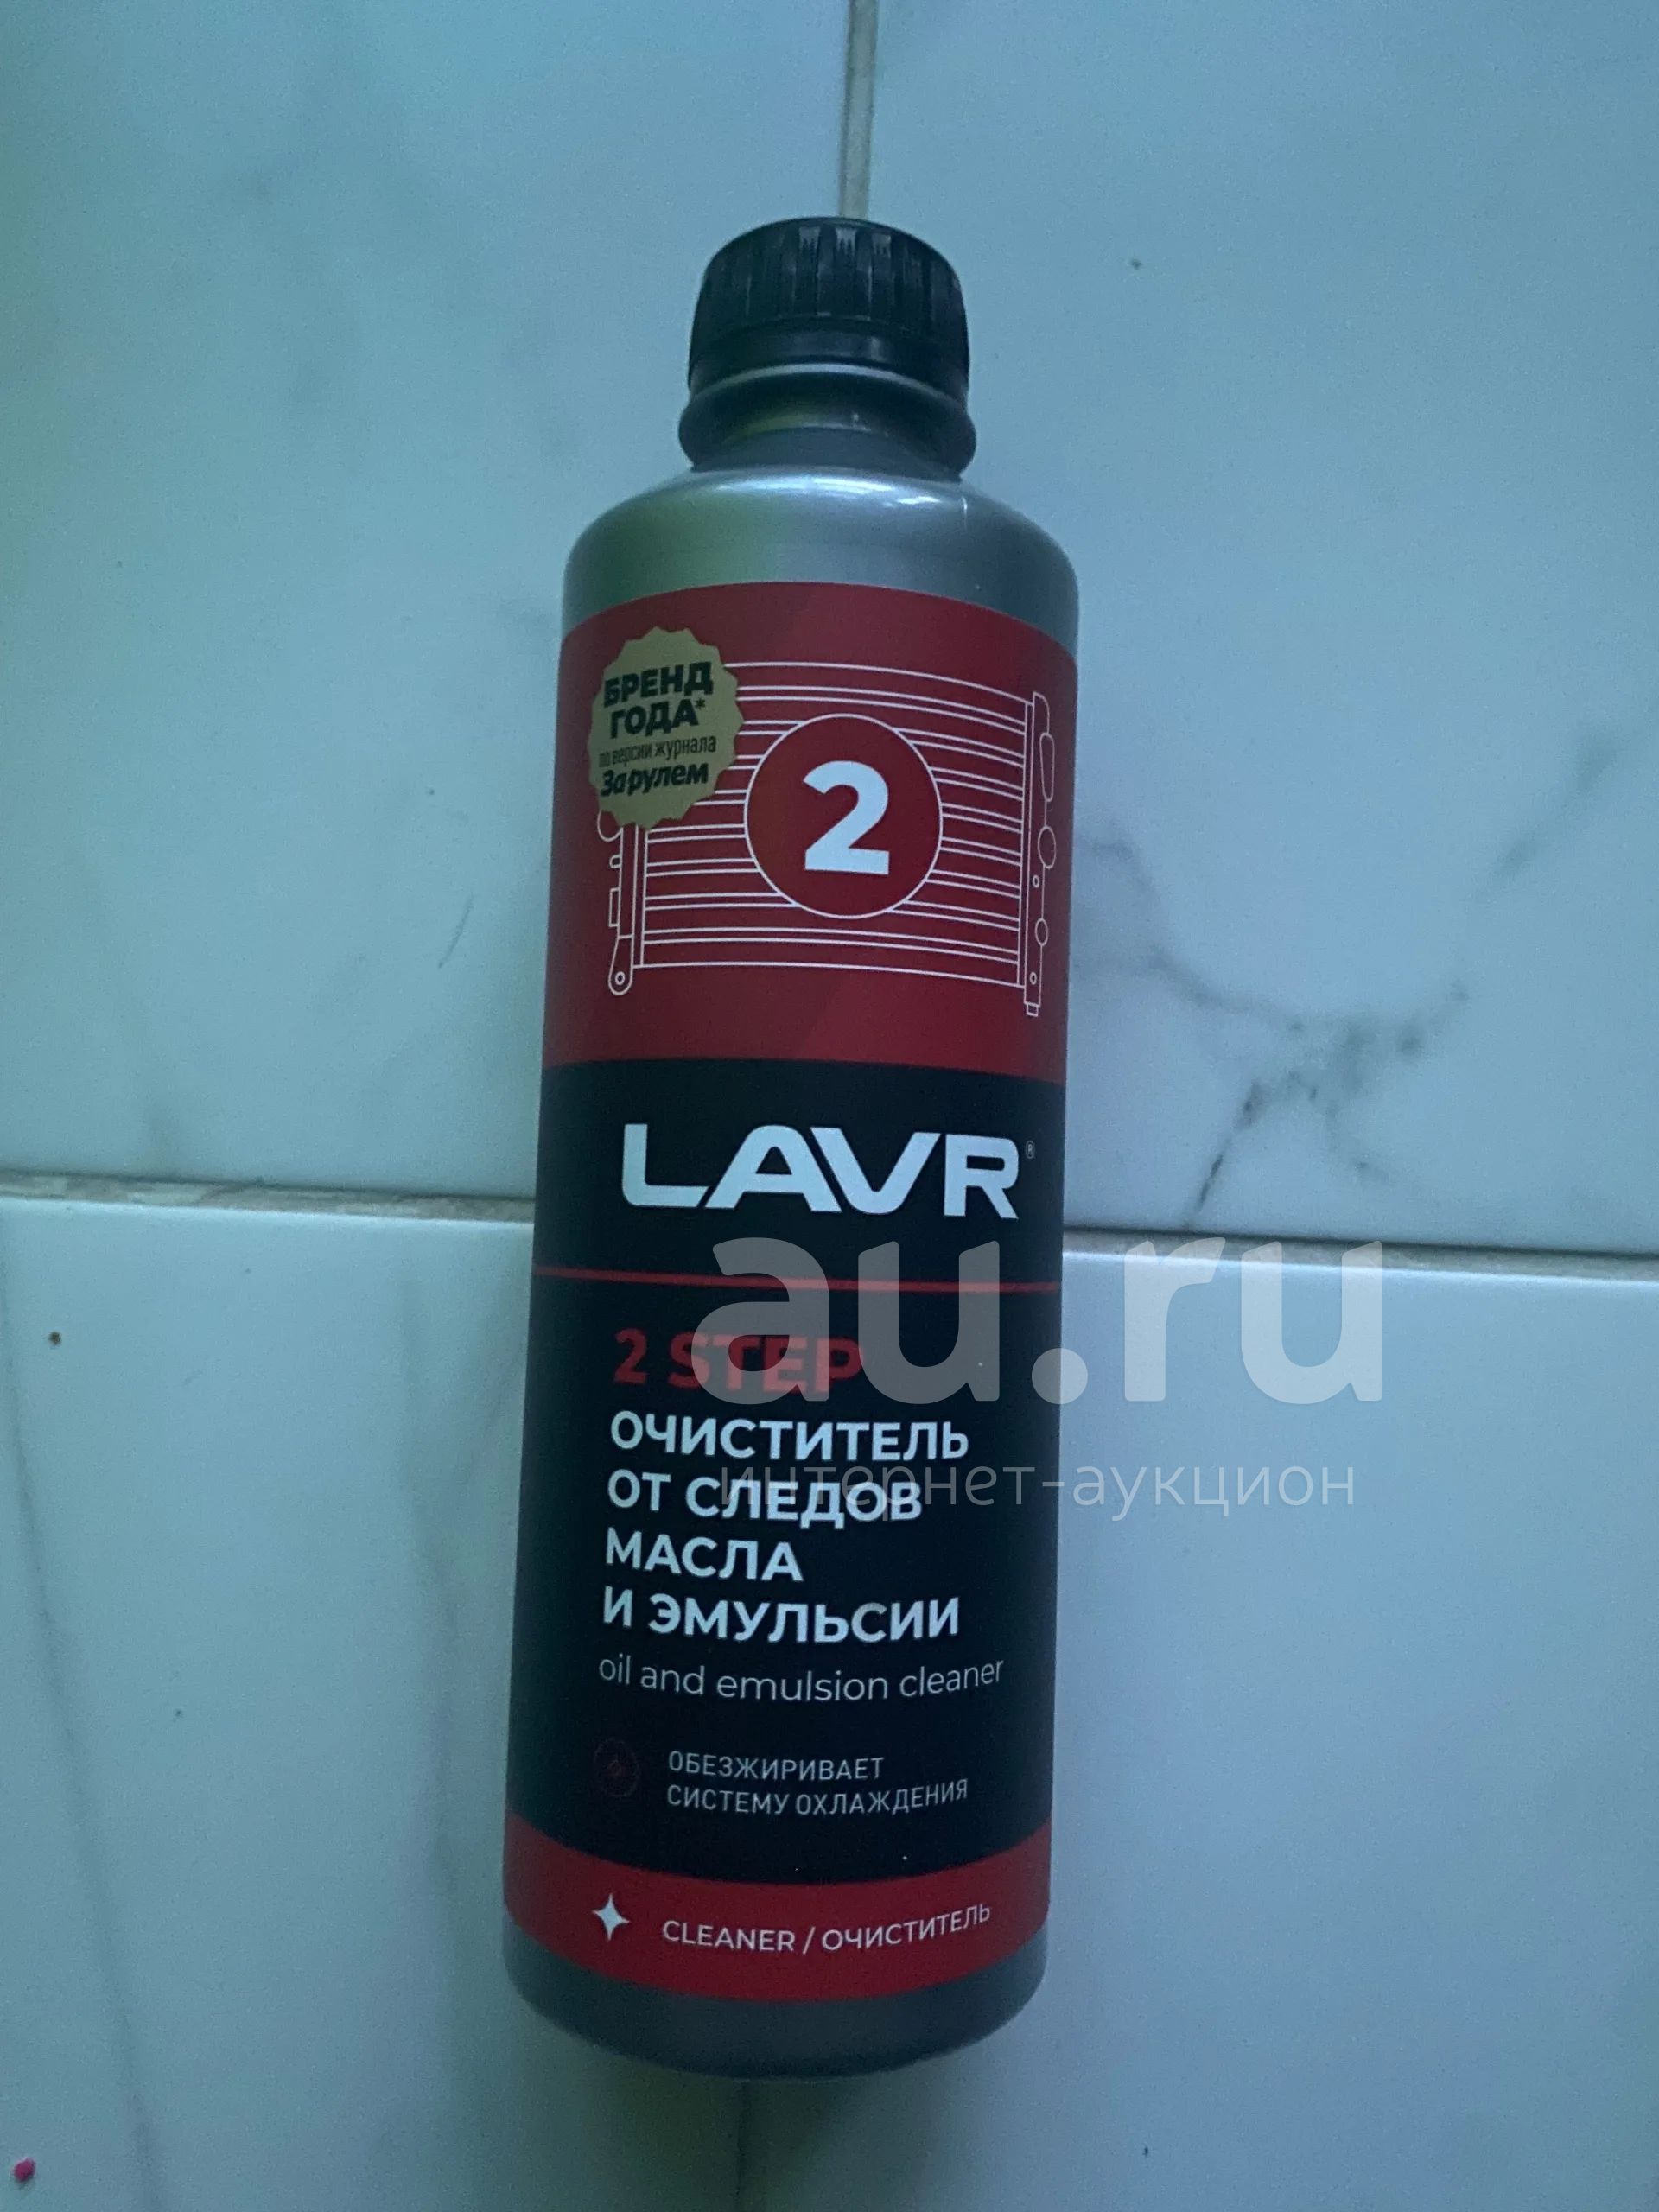 БРЕНД
ГОДА*
по версии журнала
За рулем
2
LAVR®
au.ru
2 STEP
ОЧИСТИТЕЛЬ
интернет-аукцион
ОТ СЛЕДОВ
МАСЛА
И ЭМУЛЬСИИ
oil and emulsion cleaner
ОБЕЗЖИРИВАЕТ
СИСТЕМУ ОХЛАЖДЕНИЯ
CLEANER / ОЧИСТИТЕЛЬ